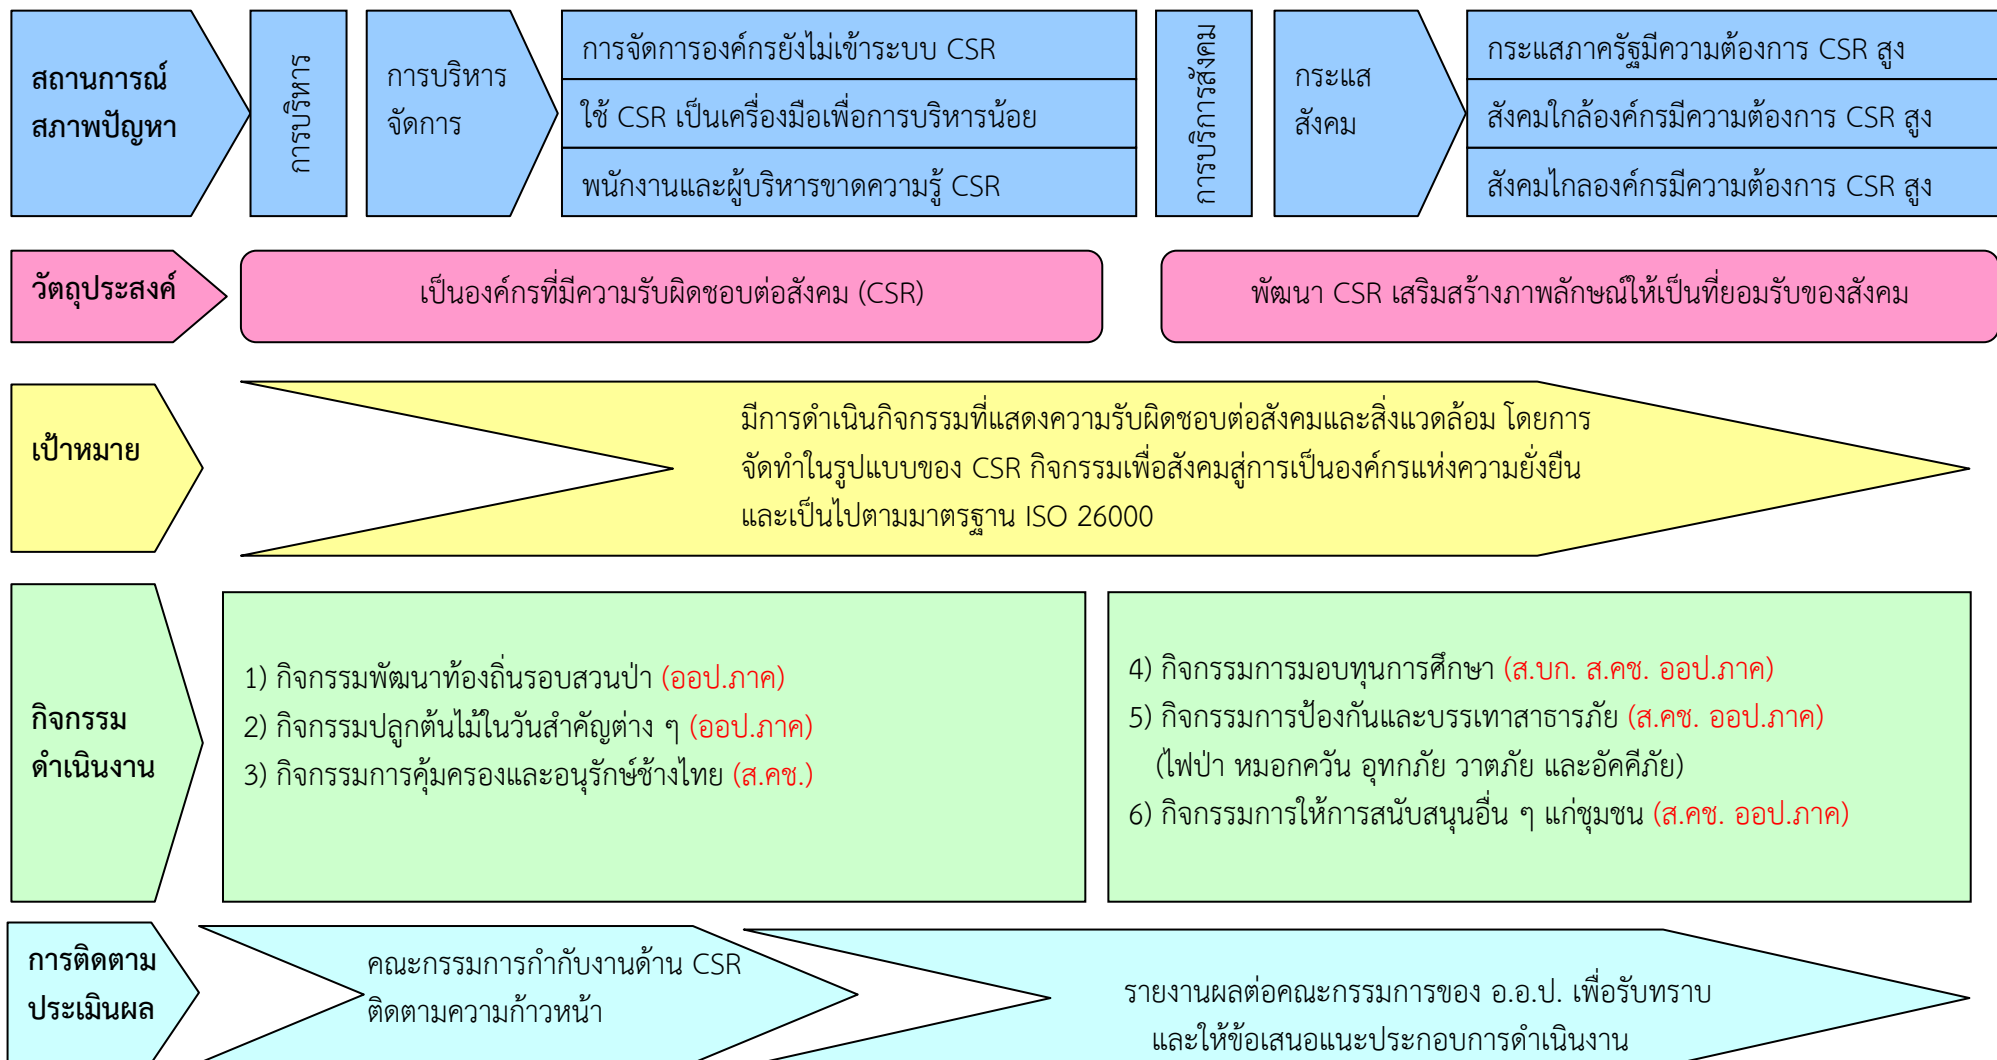 สถานการณ์
สภาพปัญหา
การบริหาร
การบริหาร
จัดการ
การจัดการองค์กรยังไม่เข้าระบบ CSR
ใช้ CSR เป็นเครื่องมือเพื่อการบริหารน้อย
พนักงานและผู้บริหารขาดความรู้ CSR
การบริการสังคม
กระแส
สังคม
กระแสภาครัฐมีความต้องการ CSR สูง
สังคมใกล้องค์กรมีความต้องการ CSR สูง
สังคมไกลองค์กรมีความต้องการ CSR สูง
วัตถุประสงค์
เป็นองค์กรที่มีความรับผิดชอบต่อสังคม (CSR)
พัฒนา CSR เสริมสร้างภาพลักษณ์ให้เป็นที่ยอมรับของสังคม
เป้าหมาย
มีการดำเนินกิจกรรมที่แสดงความรับผิดชอบต่อสังคมและสิ่งแวดล้อม โดยการ
จัดทำในรูปแบบของ CSR กิจกรรมเพื่อสังคมสู่การเป็นองค์กรแห่งความยั่งยืน
และเป็นไปตามมาตรฐาน ISO 26000
กิจกรรม
ดำเนินงาน
1) กิจกรรมพัฒนาท้องถิ่นรอบสวนป่า (ออป.ภาค)
2) กิจกรรมปลูกต้นไม้ในวันสำคัญต่าง ๆ (ออป.ภาค)
3) กิจกรรมการคุ้มครองและอนุรักษ์ช้างไทย (ส.คช.)
4) กิจกรรมการมอบทุนการศึกษา (ส.บก. ส.คช. ออป.ภาค)
5) กิจกรรมการป้องกันและบรรเทาสาธารภัย (ส.คช. ออป.ภาค)
(ไฟป่า หมอกควัน อุทกภัย วาตภัย และอัคคีภัย)
6) กิจกรรมการให้การสนับสนุนอื่น ๆ แก่ชุมชน (ส.คช. ออป.ภาค)
การติดตาม
ประเมินผล
คณะกรรมการกำกับงานด้าน CSR
ติดตามความก้าวหน้า
รายงานผลต่อคณะกรรมการของ อ.อ.ป. เพื่อรับทราบ
และให้ข้อเสนอแนะประกอบการดำเนินงาน